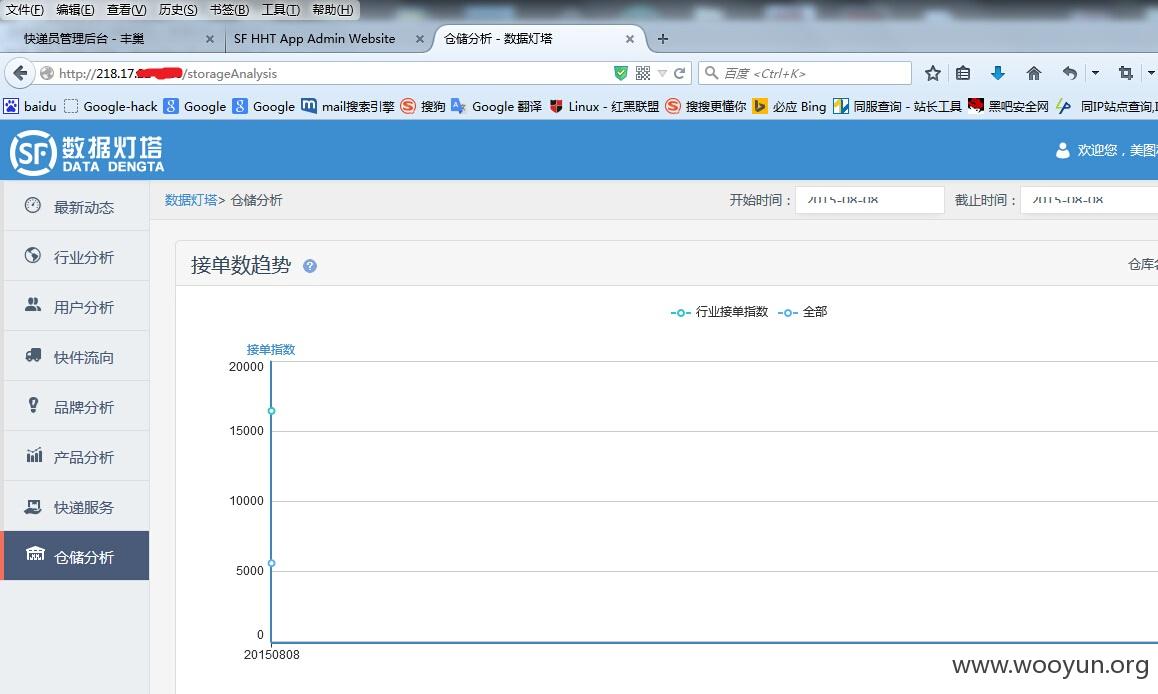 文件(F) 编辑(E) 查看(V) 历史(S) 书签(B) 工具(T) 帮助(H)
快递员管理后台 - 丰巢 × SF HHT App Admin Website × 仓储分析 - 数据灯塔 × +
http://218.17. /storageAnalysis 百度 <Ctrl+K>
baidu Google-hack Google Google mail搜索引擎 搜狗 Google 翻译 Linux - 红黑联盟 搜搜更懂你 必应 Bing 同服查询 - 站长工具 黑吧安全网 同IP站点查询,I
SF 数据灯塔
DATA DENGTA
欢迎您，美图
最新动态
行业分析
用户分析
快件流向
品牌分析
产品分析
快递服务
仓储分析
数据灯塔> 仓储分析 开始时间： 2015-08-08 截止时间： 2015-08-08
接单数趋势 ? 仓库
行业接单指数 全部
接单指数
20000
15000
10000
5000
0
20150808
www.wooyun.org